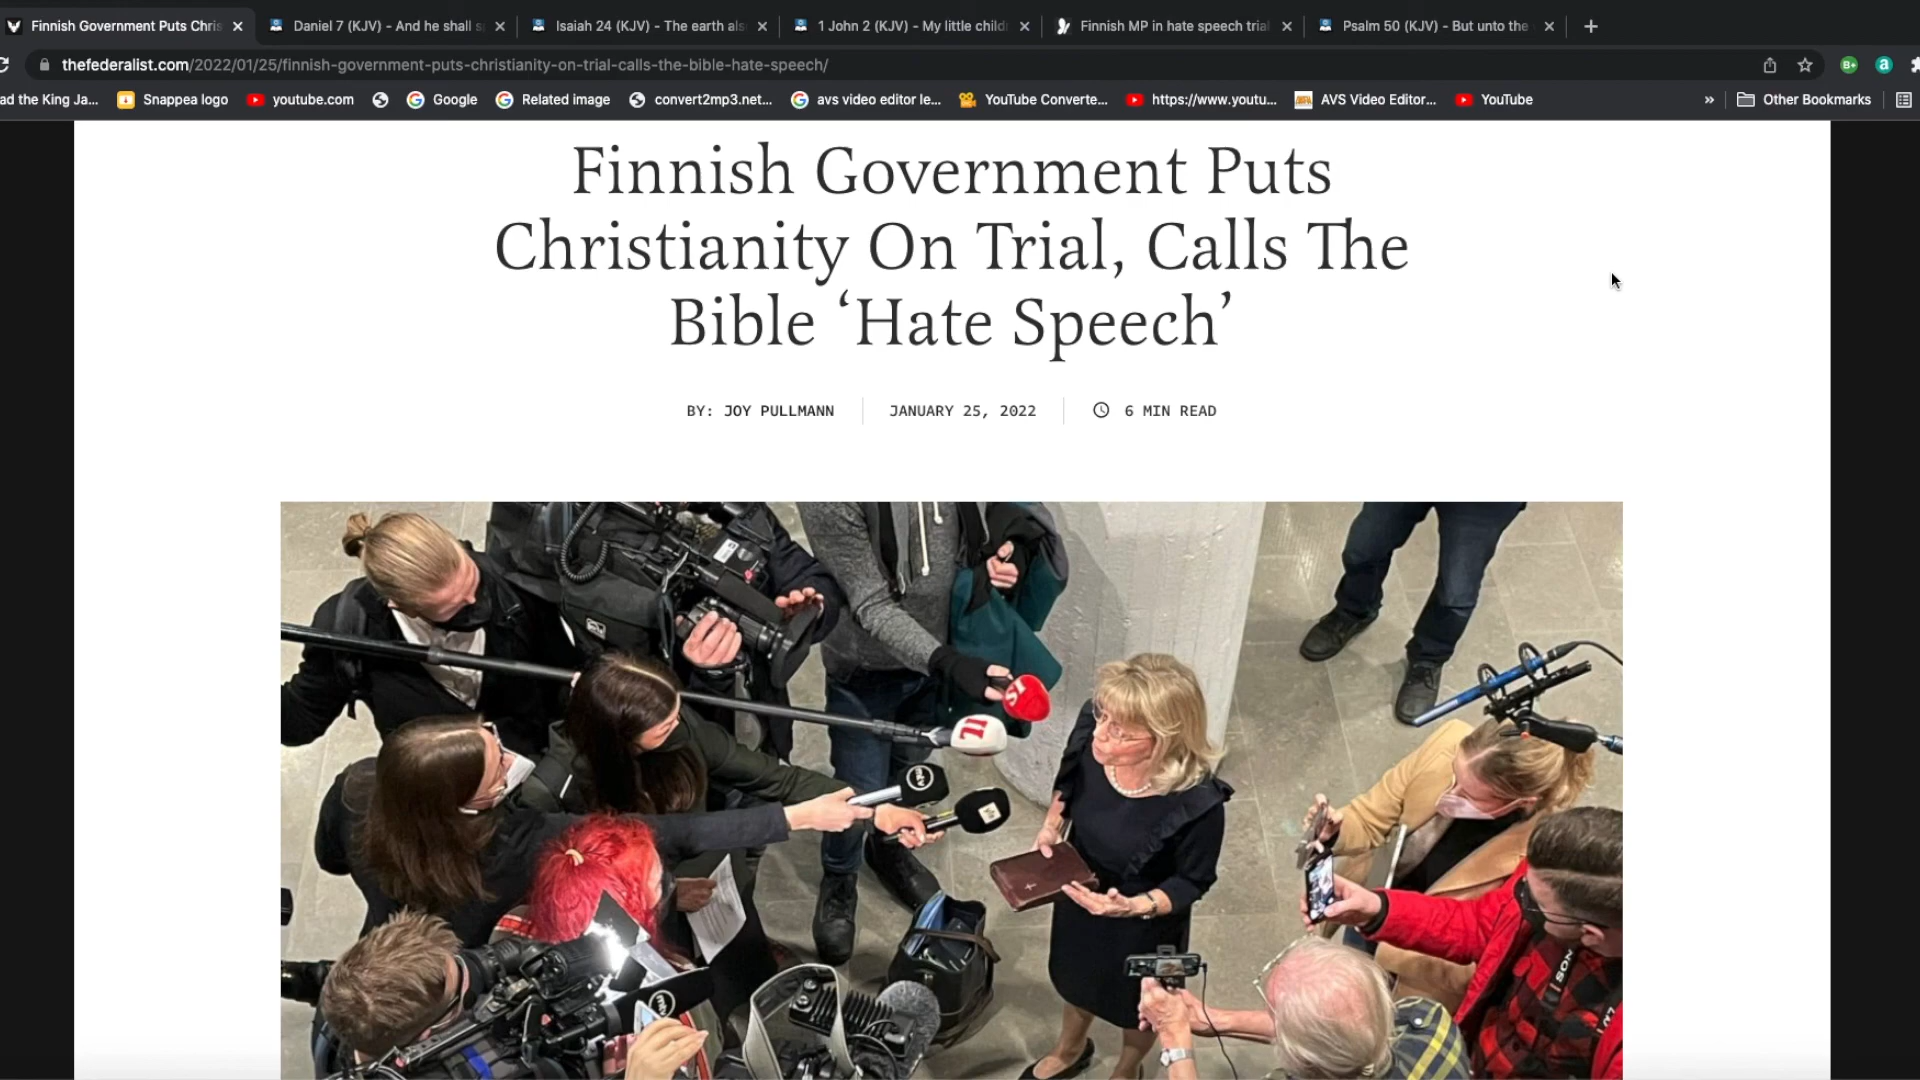 Finnish Government Puts Chris
Daniel 7 (KJV) - And he shall s
Isaiah 24 (KJV) - The earth als
1 John 2 (KJV) - My little child
Finnish MP in hate speech trial
Psalm 50 (KJV) - But unto the
thefederalist.com/2022/01/25/finnish-government-puts-christianity-on-trial-calls-the-bible-hate-speech/
B+
a
ad the King Ja...
Snappea logo
youtube.com
Google
Related image
convert2mp3.net...
avs video editor le...
YouTube Converte...
https://www.youtu...
AVS Video Editor...
YouTube
»
Other Bookmarks
Finnish Government Puts
Christianity On Trial, Calls The
Bible ‘Hate Speech’
BY: JOY PULLMANN
JANUARY 25, 2022
6 MIN READ
IL
mtv
mtv
SON